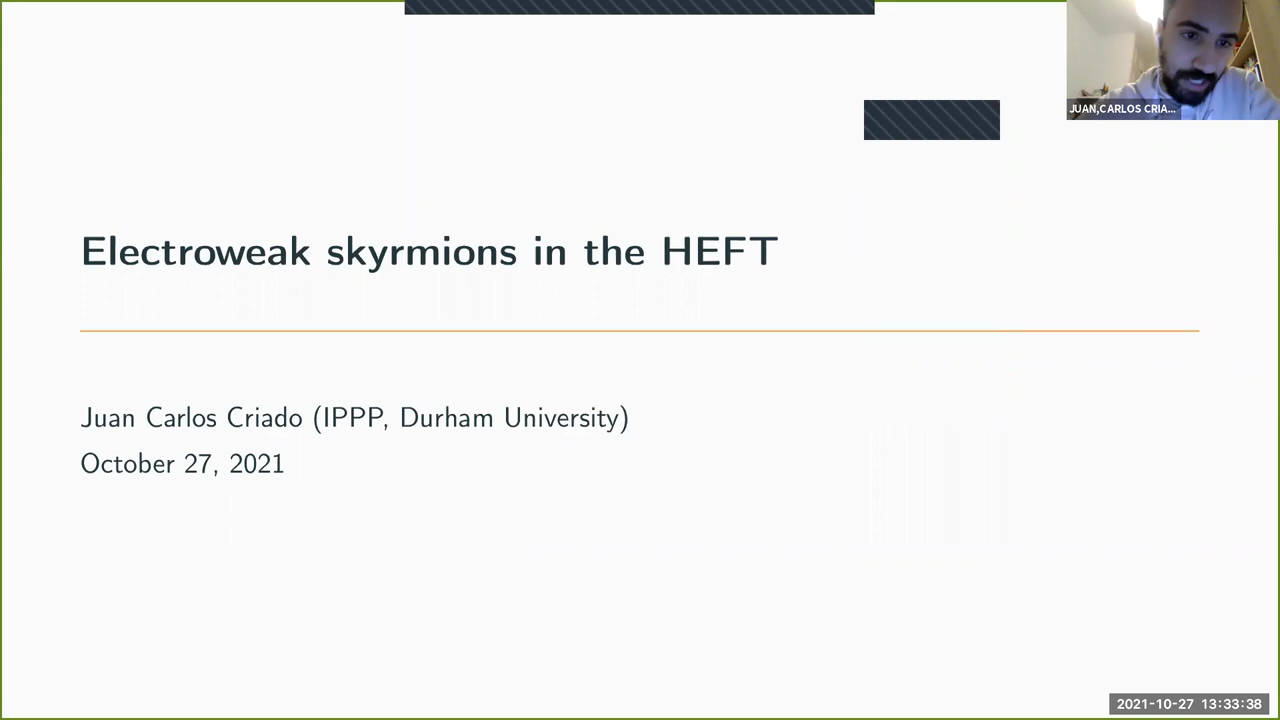 JUAN,CARLOS CRIA...
Electroweak skyrmions in the HEFT
Juan Carlos Criado (IPPP, Durham University)
October 27, 2021
2021-10-27 13:33:38